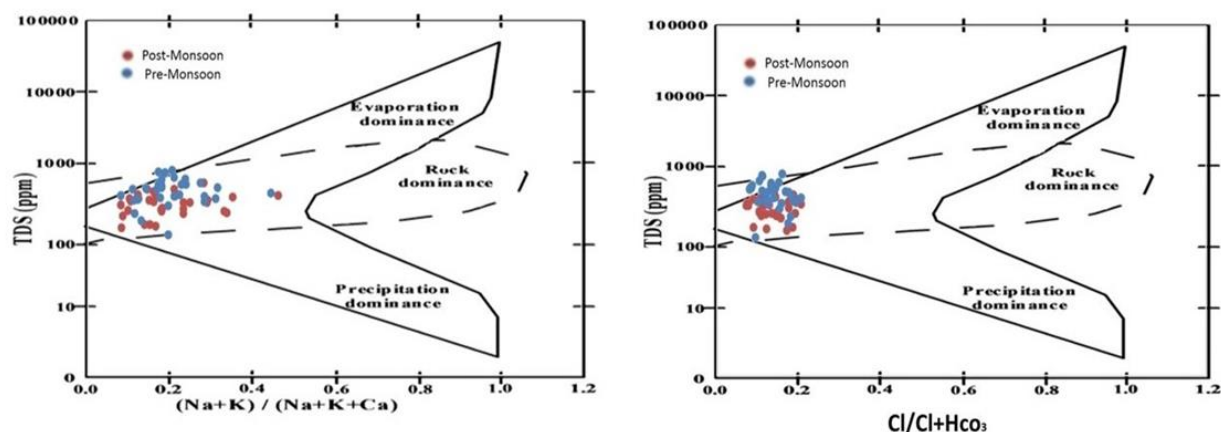 100000
10000
1000
100
10
0
TDS (ppm)
Post-Monsoon
Pre-Monsoon
Evaporation
dominance
Rock
dominance
Precipitation
dominance
0.0 0.2 0.4 0.6 0.8 1.0 1.2
(Na+K) / (Na+K+Ca)
100000
10000
1000
100
10
0
TDS (ppm)
Post-Monsoon
Pre-Monsoon
Evaporation
dominance
Rock
dominance
Precipitation
dominance
0.0 0.2 0.4 0.6 0.8 1.0 1.2
Cl/Cl+Hco₃